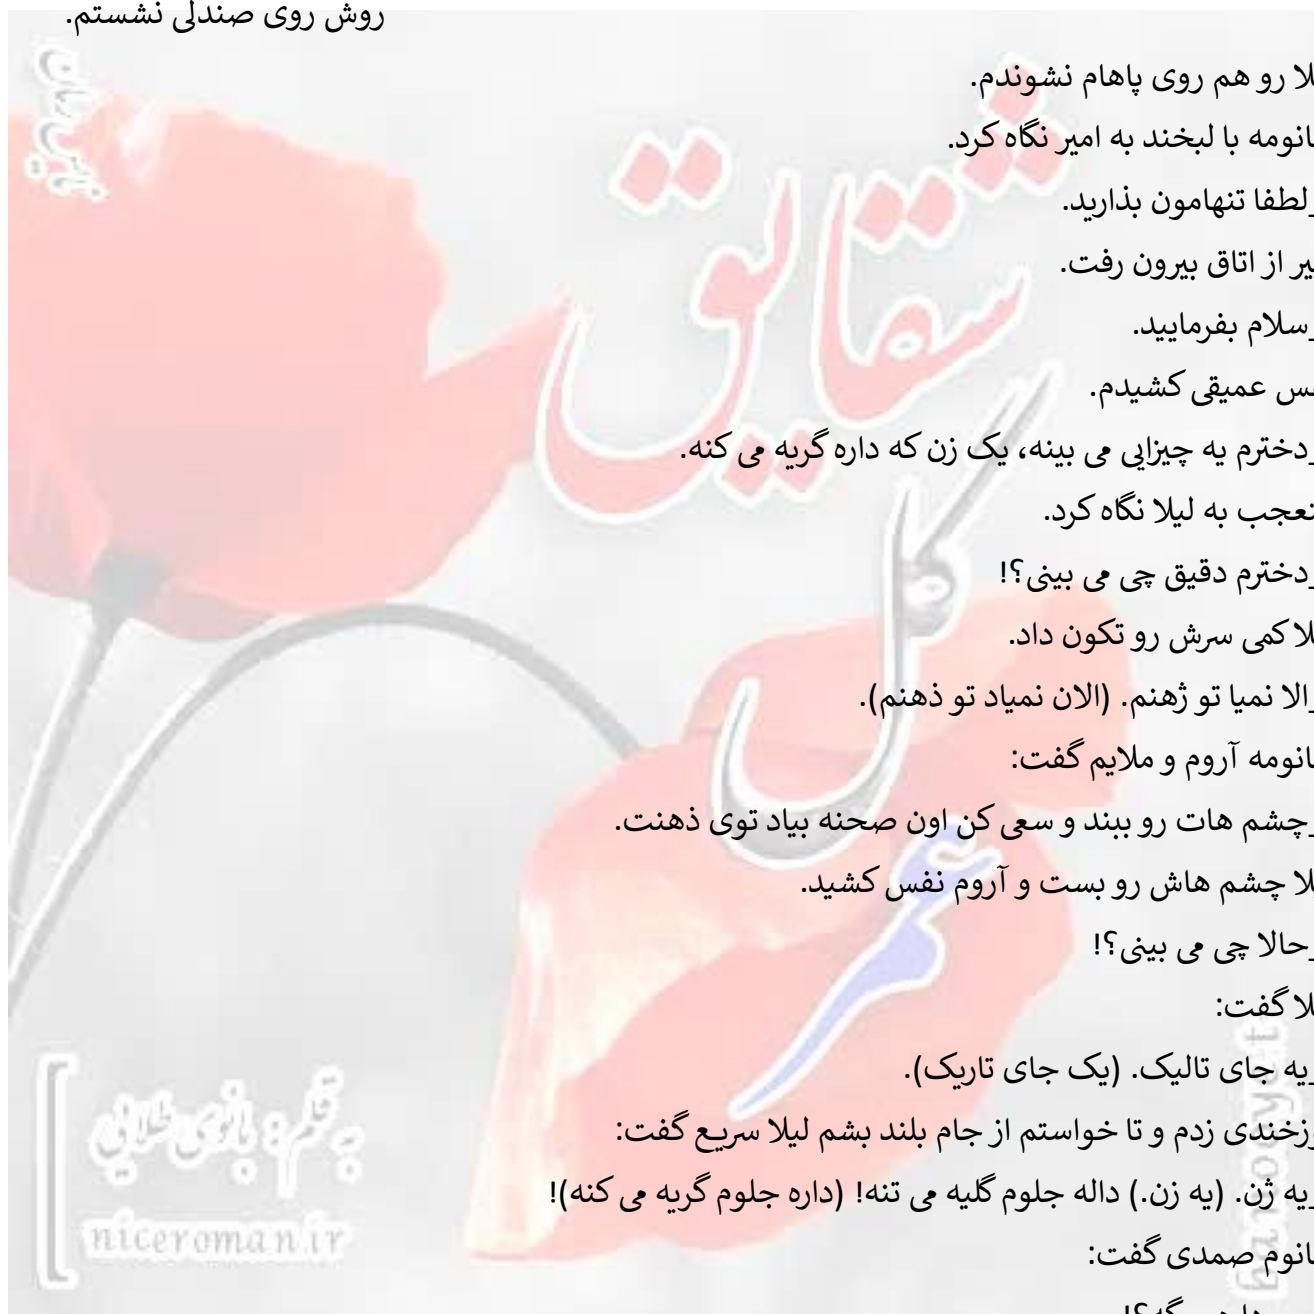 روش روی صندلی نشستم.
لا رو هم روی پاهام نشوندم.
انومه با لبخند به امیر نگاه کرد.
لطفا تنهامون بذارید.
یر از اتاق بیرون رفت.
سلام بفرمایید.
س عمیقی کشیدم.
دخترم یه چیزایی می بینه، یک زن که داره گریه می کنه.
تعجب به لیلا نگاه کرد.
دخترم دقیق چی می بینی؟!
لا کمی سرش رو تکون داد.
الا نمیا تو ژهنم. (الان نمیاد تو ذهنم).
انومه آروم و ملایم گفت:
چشم هات رو ببند و سعی کن اون صحنه بیاد توی ذهنت.
لا چشم هاش رو بست و آروم نفس کشید.
حالا چی می بینی؟!
لا گفت:
یه جای تالیک. (یک جای تاریک).
وزخندی زدم و تا خواستم از جام بلند بشم لیلا سریع گفت:
یه ژن. (یه زن.) داله جلوم گلیه می تنه! (داره جلوم گریه می کنه)!
انوم صمدی گفت:
شقایق
گل
عمر
به قلم: بانوی طلایی
niceroman.ir